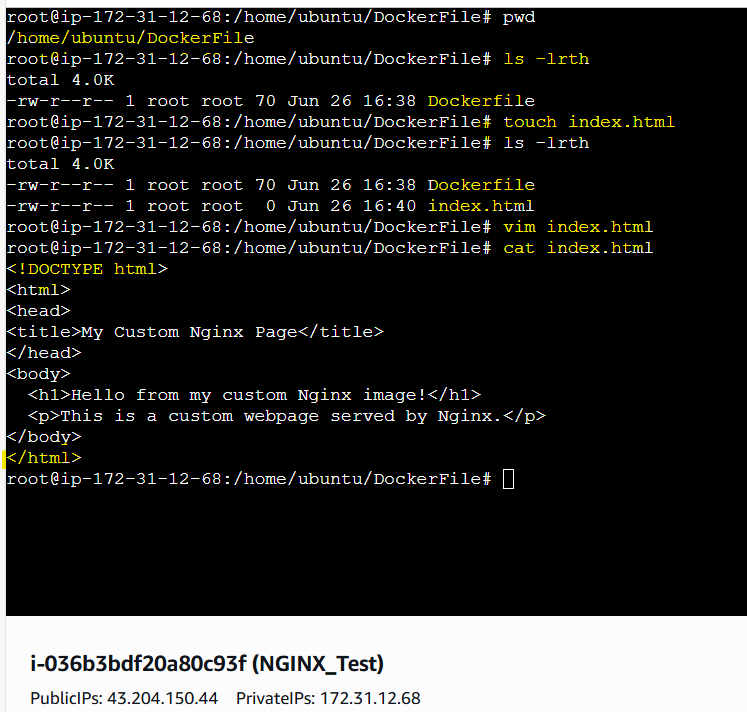 root@ip-172-31-12-68:/home/ubuntu/DockerFile# pwd
/home/ubuntu/DockerFile
root@ip-172-31-12-68:/home/ubuntu/DockerFile# ls -lrth
total 4.0K
-rw-r--r-- 1 root root 70 Jun 26 16:38 Dockerfile
root@ip-172-31-12-68:/home/ubuntu/DockerFile# touch index.html
root@ip-172-31-12-68:/home/ubuntu/DockerFile# ls -lrth
total 4.0K
-rw-r--r-- 1 root root 70 Jun 26 16:38 Dockerfile
-rw-r--r-- 1 root root  0 Jun 26 16:40 index.html
root@ip-172-31-12-68:/home/ubuntu/DockerFile# vim index.html
root@ip-172-31-12-68:/home/ubuntu/DockerFile# cat index.html
<!DOCTYPE html>
<html>
<head>
<title>My Custom Nginx Page</title>
</head>
<body>
  <h1>Hello from my custom Nginx image!</h1>
  <p>This is a custom webpage served by Nginx.</p>
</body>
</html>
root@ip-172-31-12-68:/home/ubuntu/DockerFile#
i-036b3bdf20a80c93f (NGINX_Test)
PublicIPs: 43.204.150.44 PrivateIPs: 172.31.12.68